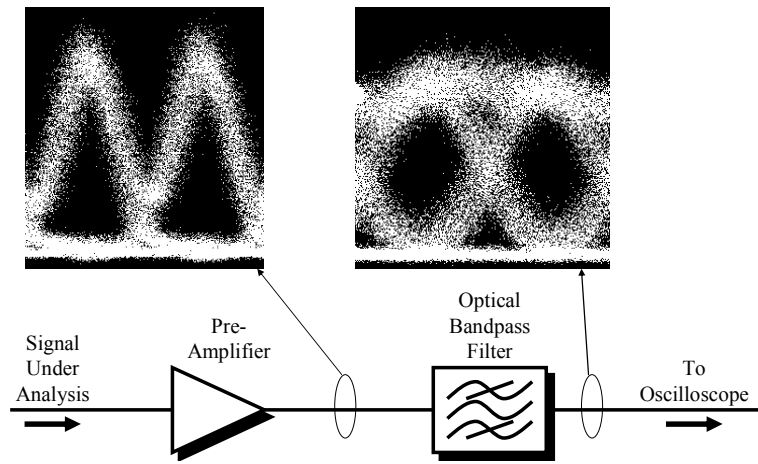 Signal
Under
Analysis
Pre-
Amplifier
Optical
Bandpass
Filter
To
Oscilloscope